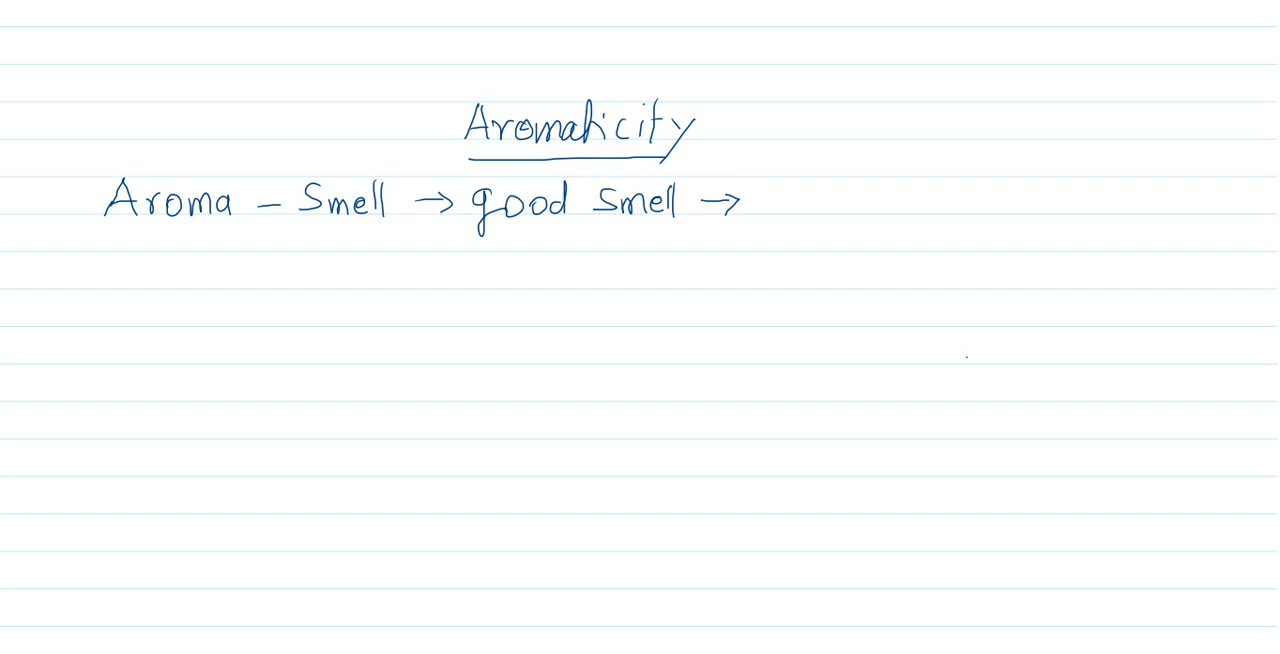 Aromaticity
Aroma – Smell → good smell →